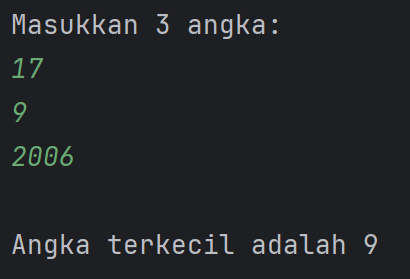 Masukkan 3 angka:
17
9
2006
Angka terkecil adalah 9